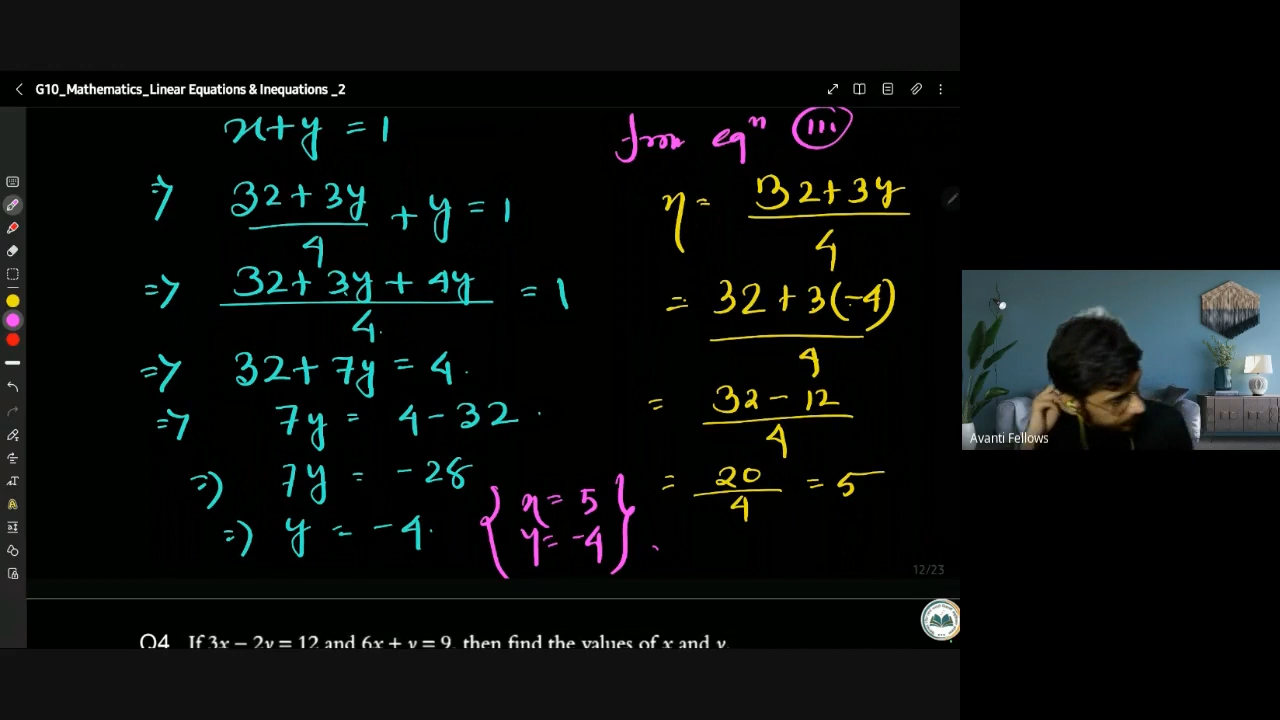 G10_Mathematics_Linear Equations & Inequations _2
x+y = 1
=> 32+3y/4 + y = 1
=> 32+3y+4y/4. = 1
=> 32+7y = 4.
=> 7y = 4-32.
=> 7y = -28
=> y = -4.
{x = 5
y = -4}
from eqn (iii)
x = 32+3y/4
= 32+3(-4)/4
= 32-12/4
= 20/4 = 5
12/23
Q4 If 3x − 2y = 12 and 6x + y = 9, then find the values of x and y.
Avanti Fellows